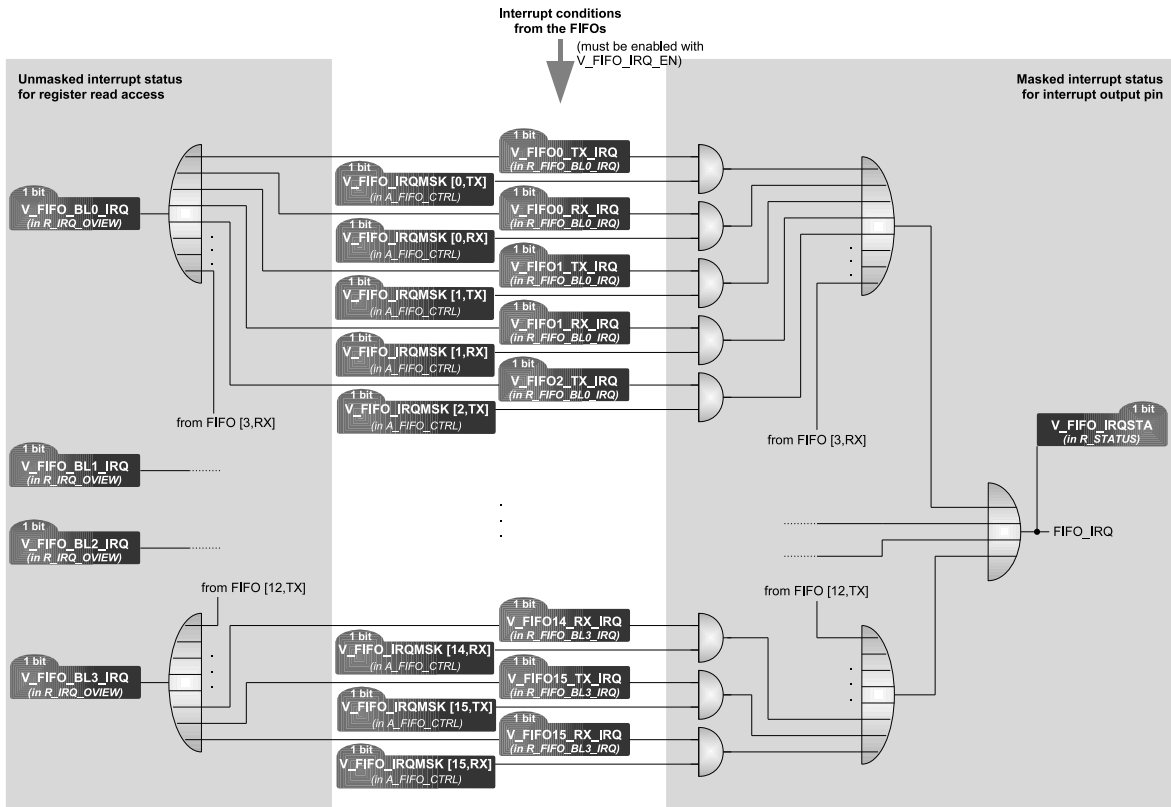 Interrupt conditions
from the FIFOs
(must be enabled with
V_FIFO_IRQ_EN)
Unmasked interrupt status
for register read access
Masked interrupt status
for interrupt output pin
1 bit
V_FIFO0_TX_IRQ
(in R_FIFO_BL0_IRQ)
1 bit
V_FIFO_IRQMSK [0,TX]
(in A_FIFO_CTRL)
1 bit
V_FIFO_BL0_IRQ
(in R_IRQ_OVIEW)
1 bit
V_FIFO0_RX_IRQ
(in R_FIFO_BL0_IRQ)
1 bit
V_FIFO_IRQMSK [0,RX]
(in A_FIFO_CTRL)
1 bit
V_FIFO1_TX_IRQ
(in R_FIFO_BL0_IRQ)
1 bit
V_FIFO_IRQMSK [1,TX]
(in A_FIFO_CTRL)
1 bit
V_FIFO1_RX_IRQ
(in R_FIFO_BL0_IRQ)
1 bit
V_FIFO_IRQMSK [1,RX]
(in A_FIFO_CTRL)
1 bit
V_FIFO2_TX_IRQ
(in R_FIFO_BL0_IRQ)
1 bit
V_FIFO_IRQMSK [2,TX]
(in A_FIFO_CTRL)
from FIFO [3,RX]
from FIFO [3,RX]
1 bit
V_FIFO_IRQSTA
(in R_STATUS)
1 bit
V_FIFO_BL1_IRQ
(in R_IRQ_OVIEW)
1 bit
V_FIFO_BL2_IRQ
(in R_IRQ_OVIEW)
FIFO_IRQ
from FIFO [12,TX]
from FIFO [12,TX]
1 bit
V_FIFO14_RX_IRQ
(in R_FIFO_BL3_IRQ)
1 bit
V_FIFO_IRQMSK [14,RX]
(in A_FIFO_CTRL)
1 bit
V_FIFO_BL3_IRQ
(in R_IRQ_OVIEW)
1 bit
V_FIFO15_TX_IRQ
(in R_FIFO_BL3_IRQ)
1 bit
V_FIFO_IRQMSK [15,TX]
(in A_FIFO_CTRL)
1 bit
V_FIFO15_RX_IRQ
(in R_FIFO_BL3_IRQ)
1 bit
V_FIFO_IRQMSK [15,RX]
(in A_FIFO_CTRL)